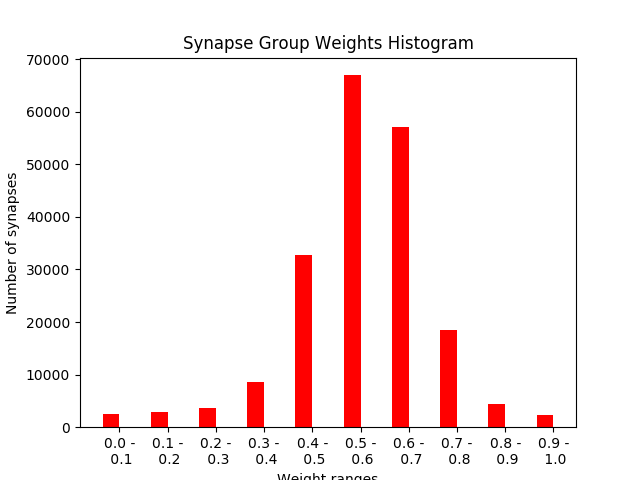 Synapse Group Weights Histogram
Number of synapses
70000
60000
50000
40000
30000
20000
10000
0
0.0 - 0.1 - 0.2 - 0.3 - 0.4 - 0.5 - 0.6 - 0.7 - 0.8 - 0.9 -
0.1 0.2 0.3 0.4 0.5 0.6 0.7 0.8 0.9 1.0
Weight ranges